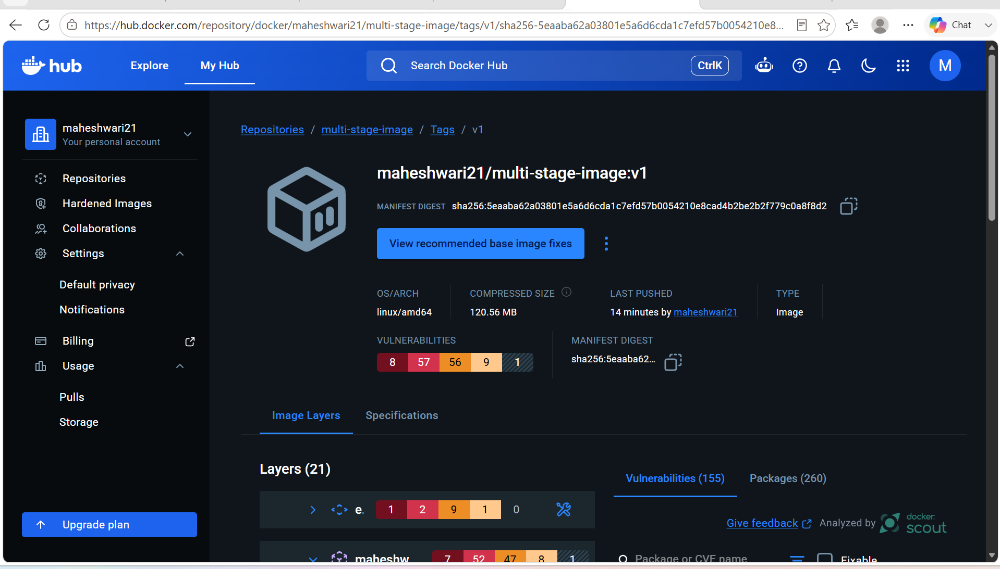 https://hub.docker.com/repository/docker/maheshwari21/multi-stage-image/tags/v1/sha256-5eaaba62a03801e5a6d6cda1c7efd57b0054210e8...
Chat
hub
Explore
My Hub
Search Docker Hub
CtrlK
M
maheshwari21
Your personal account
Repositories
Hardened Images
Collaborations
Settings
Default privacy
Notifications
Billing
Usage
Pulls
Storage
Upgrade plan
Repositories / multi-stage-image / Tags / v1
maheshwari21/multi-stage-image:v1
MANIFEST DIGEST sha256:5eaaba62a03801e5a6d6cda1c7efd57b0054210e8cad4b2be2b2f779c0a8f8d2
View recommended base image fixes
OS/ARCH
linux/amd64
COMPRESSED SIZE
120.56 MB
LAST PUSHED
14 minutes by maheshwari21
TYPE
Image
VULNERABILITIES
8 57 56 9 1
MANIFEST DIGEST
sha256:5eaaba62...
Image Layers
Specifications
Layers (21)
e. 1 2 9 1 0
maheshw... 7 52 47 8 1
Vulnerabilities (155)
Packages (260)
Give feedback
Analyzed by
docker
scout
Package or CVE name
Fixable